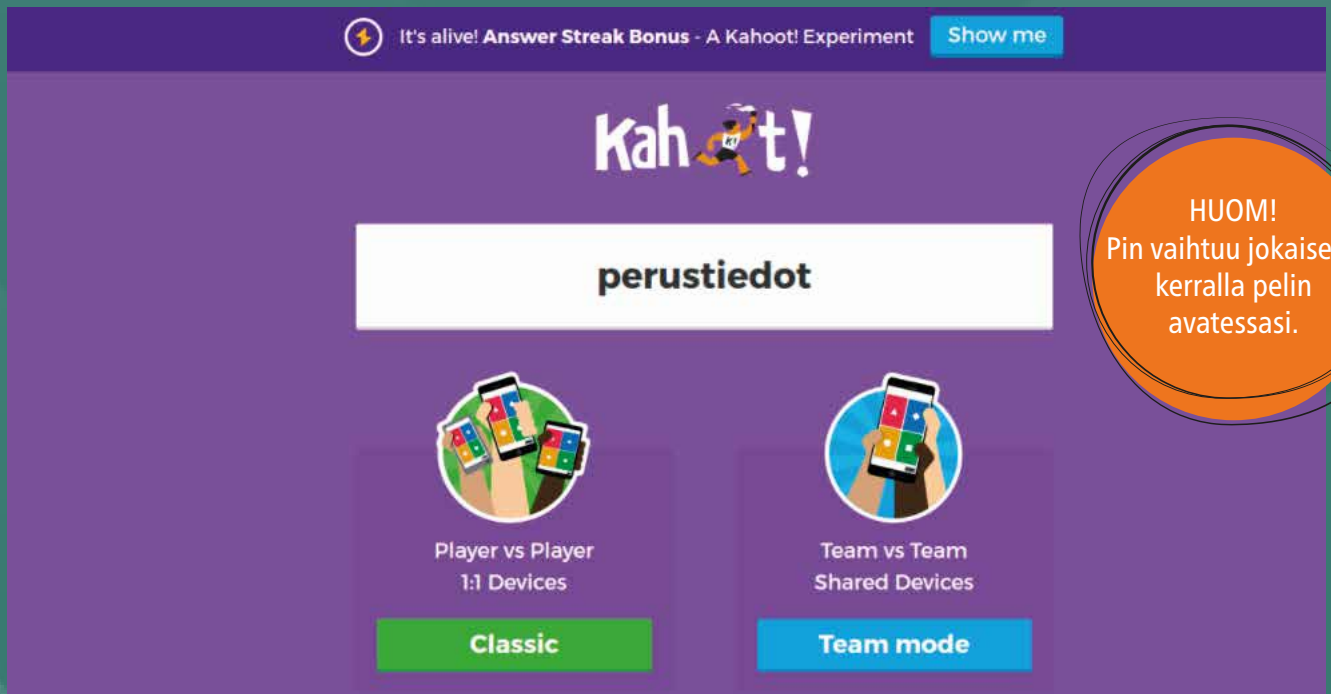 It's alive! Answer Streak Bonus - A Kahoot! Experiment
Show me
Kahoot!
perustiedot
HUOM!
Pin vaihtuu jokaise
kerralla pelin
avatessasi.
Player vs Player
1:1 Devices
Classic
Team vs Team
Shared Devices
Team mode